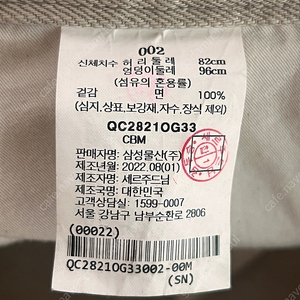 002
신체치수 허리둘레 82cm
엉덩이둘레 96cm
(섬유의 혼용률)
겉감 면 100%
(심지,상표,보강재,자수,장식 제외)
QC2821OG33
CBM
판매자명: 삼성물산(주)
제조년월: 2022.08(01)
제조자명: 세르주드님
제조국명: 대한민국
고객상담실: 1599-0007
서울 강남구 남부순환로 2806
(00022)
QC2821OG33002-00M
(SN)